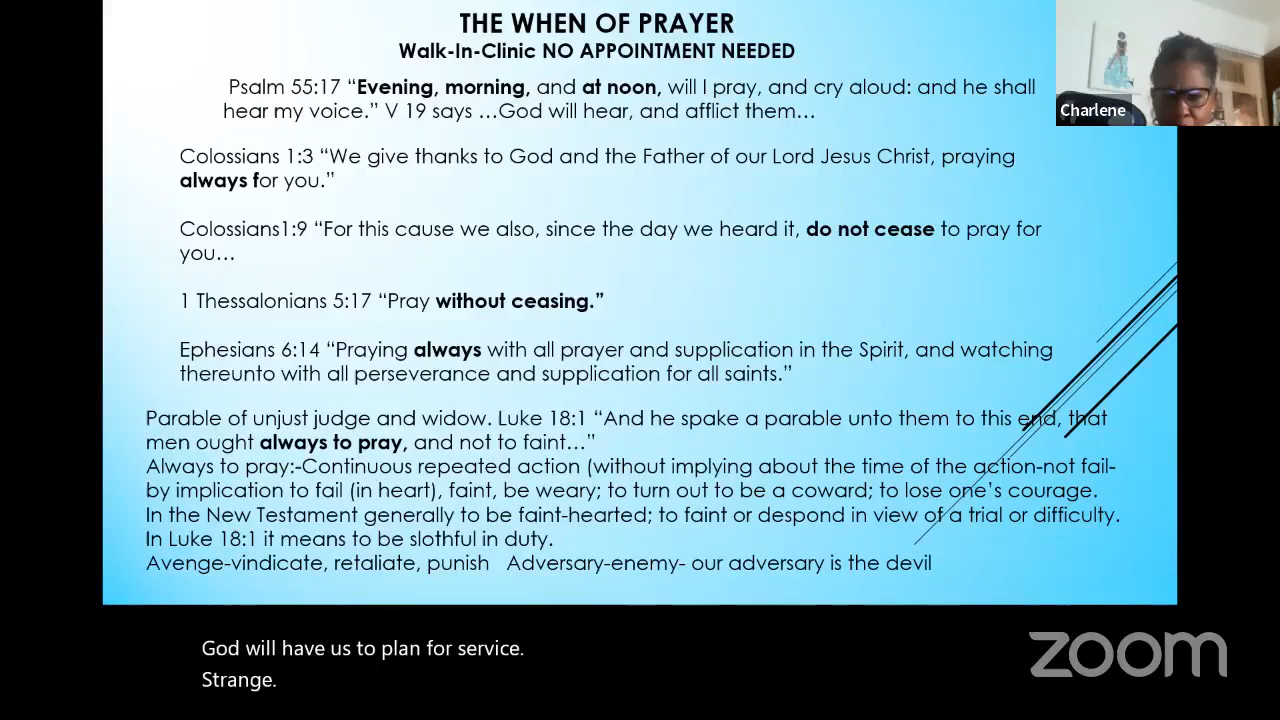 THE WHEN OF PRAYER
Walk-In-Clinic NO APPOINTMENT NEEDED
Psalm 55:17 “Evening, morning, and at noon, will I pray, and cry aloud: and he shall
hear my voice.” V 19 says …God will hear, and afflict them…
Charlene
Colossians 1:3 “We give thanks to God and the Father of our Lord Jesus Christ, praying
always for you.”
Colossians1:9 “For this cause we also, since the day we heard it, do not cease to pray for
you…
1 Thessalonians 5:17 “Pray without ceasing.”
Ephesians 6:14 “Praying always with all prayer and supplication in the Spirit, and watching
thereunto with all perseverance and supplication for all saints.”
Parable of unjust judge and widow. Luke 18:1 “And he spake a parable unto them to this end, that
men ought always to pray, and not to faint…”
Always to pray:-Continuous repeated action (without implying about the time of the action-not fail-
by implication to fail (in heart), faint, be weary; to turn out to be a coward; to lose one’s courage.
In the New Testament generally to be faint-hearted; to faint or despond in view of a trial or difficulty.
In Luke 18:1 it means to be slothful in duty.
Avenge-vindicate, retaliate, punish   Adversary-enemy- our adversary is the devil
God will have us to plan for service.
Strange.
zoom